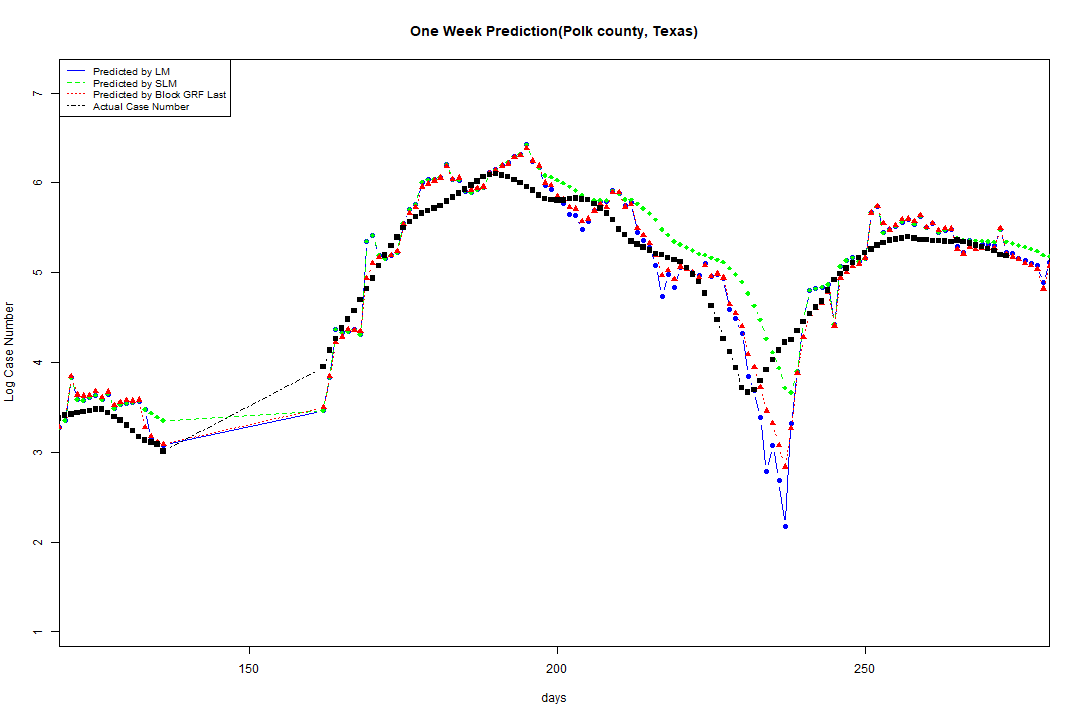 One Week Prediction(Polk county, Texas)
Predicted by LM
Predicted by SLM
Predicted by Block GRF Last
Actual Case Number
7
6
5
4
3
2
1
Log Case Number
150
200
250
days